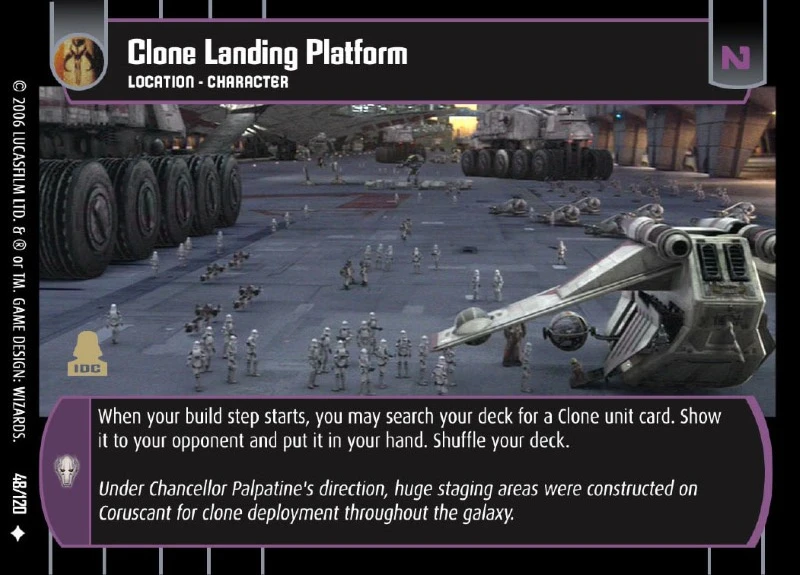 Clone Landing Platform
LOCATION - CHARACTER
N
© 2006 LUCASFILM LTD. & ® or TM. GAME DESIGN: WIZARDS.
48/120
IDC
When your build step starts, you may search your deck for a Clone unit card. Show
it to your opponent and put it in your hand. Shuffle your deck.
Under Chancellor Palpatine's direction, huge staging areas were constructed on
Coruscant for clone deployment throughout the galaxy.